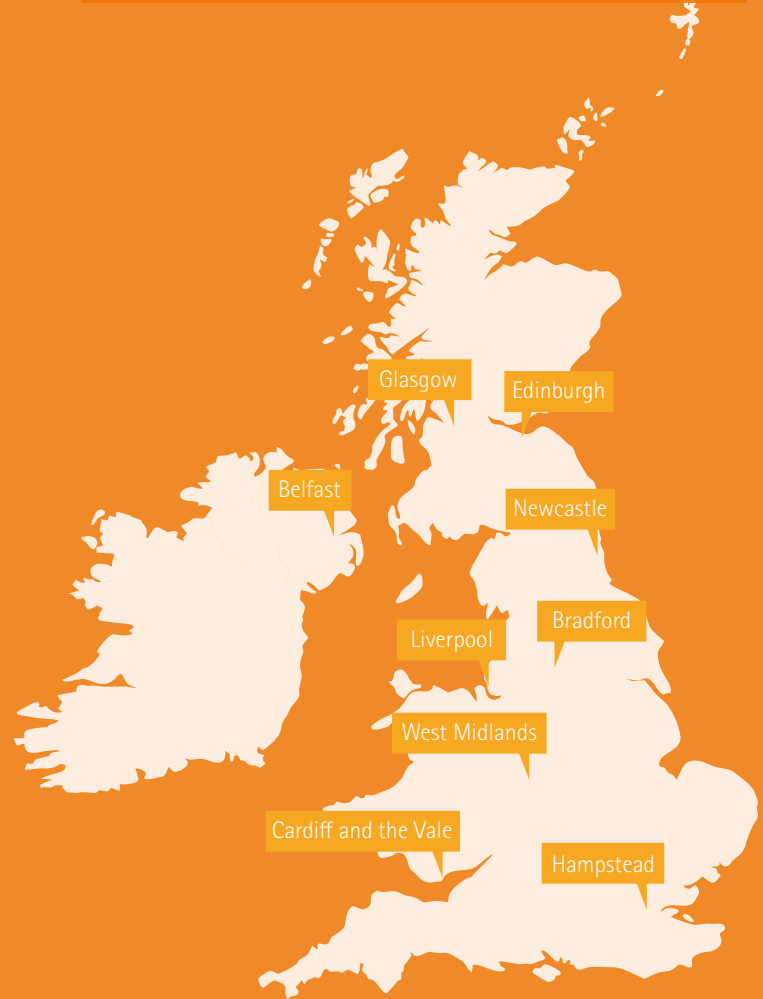 Glasgow
Edinburgh
Belfast
Newcastle
Bradford
Liverpool
West Midlands
Cardiff and the Vale
Hampstead